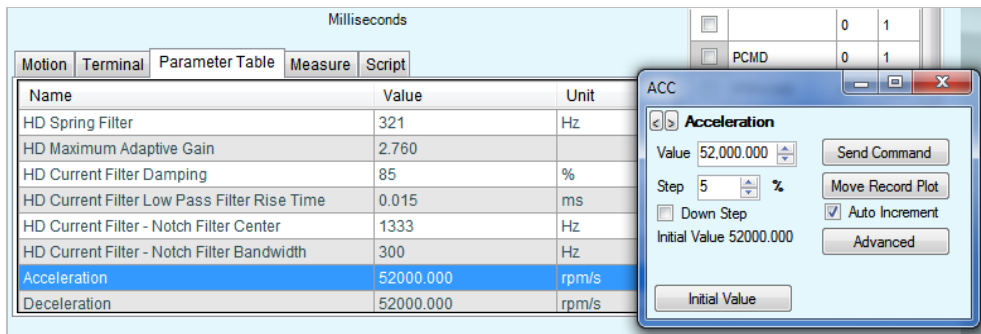 Milliseconds
0 1
PCMD 0 1
Motion Terminal Parameter Table Measure Script
Name Value Unit
HD Spring Filter 321 Hz
HD Maximum Adaptive Gain 2.760
HD Current Filter Damping 85 %
HD Current Filter Low Pass Filter Rise Time 0.015 ms
HD Current Filter - Notch Filter Center 1333 Hz
HD Current Filter - Notch Filter Bandwidth 300 Hz
Acceleration 52000.000 rpm/s
Deceleration 52000.000 rpm/s
ACC
< > Acceleration
Value 52,000.000 Send Command
Step 5 % Move Record Plot
Down Step Auto Increment
Initial Value 52000.000 Advanced
Initial Value